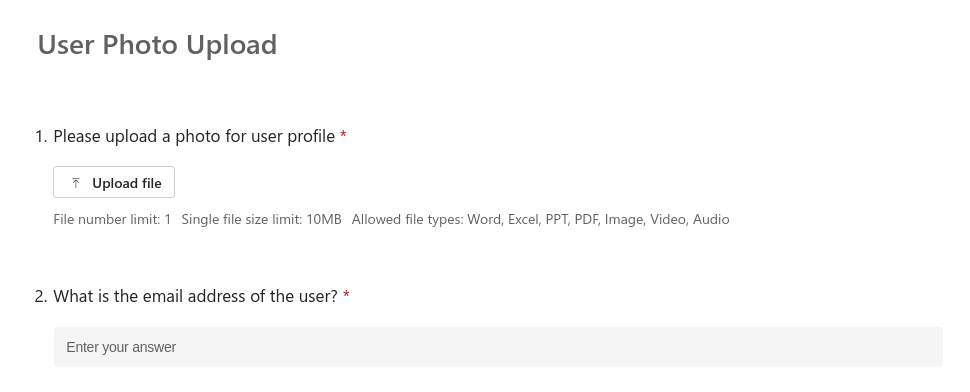 User Photo Upload
1. Please upload a photo for user profile *
Upload file
File number limit: 1 Single file size limit: 10MB Allowed file types: Word, Excel, PPT, PDF, Image, Video, Audio
2. What is the email address of the user? *
Enter your answer